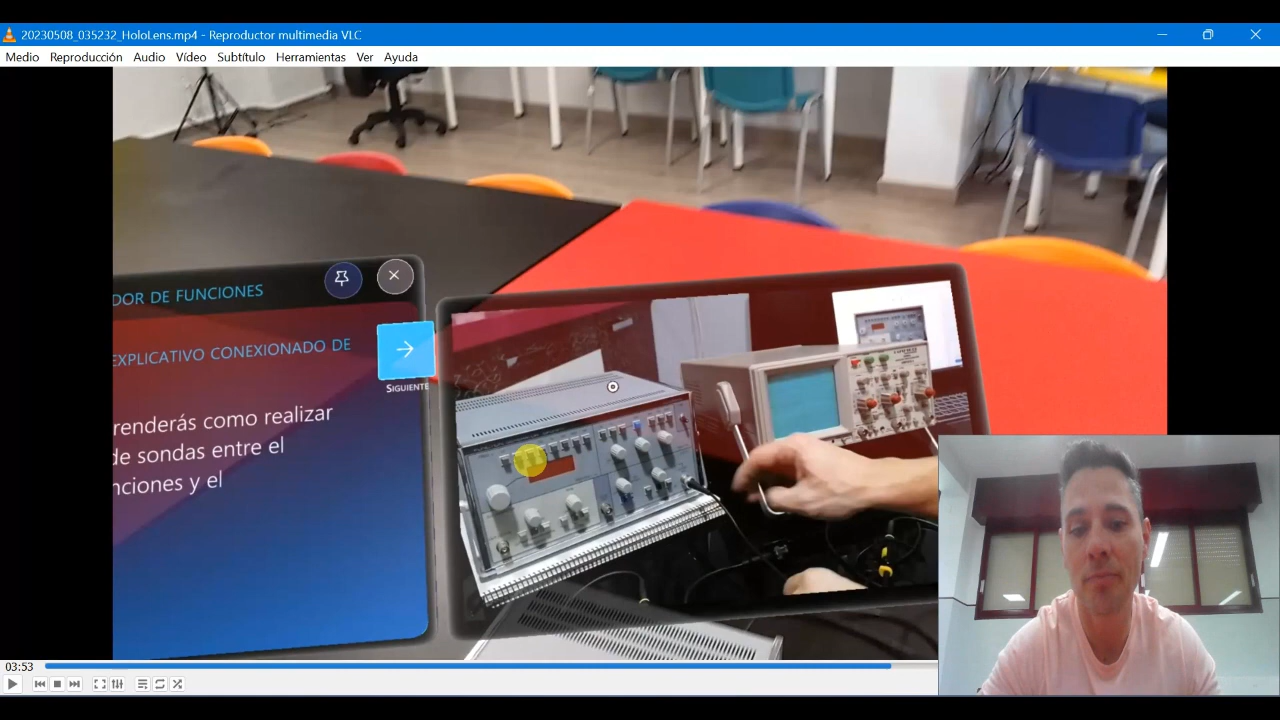 20230508_035232_HoloLens.mp4 - Reproductor multimedia VLC
Medio Reproducción Audio Vídeo Subtítulo Herramientas Ver Ayuda
DOR DE FUNCIONES
EXPLICATIVO CONEXIONADO DE
SIGUIENTE
renderás como realizar
de sondas entre el
nciones y el
03:53